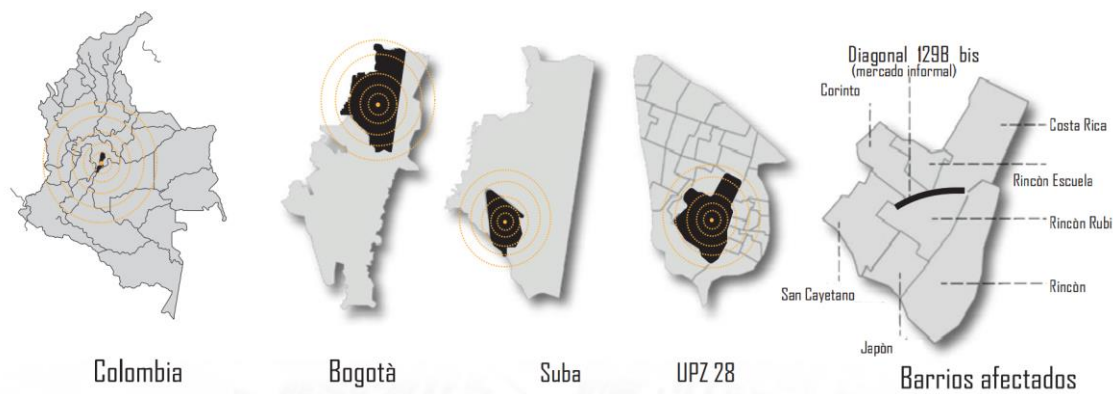 Diagonal 129B bis
(mercado informal)
Corinto
Costa Rica
Rincòn Escuela
Rincòn Rubi
San Cayetano
Rincòn
Japòn
Colombia
Bogotà
Suba
UPZ 28
Barrios afectados